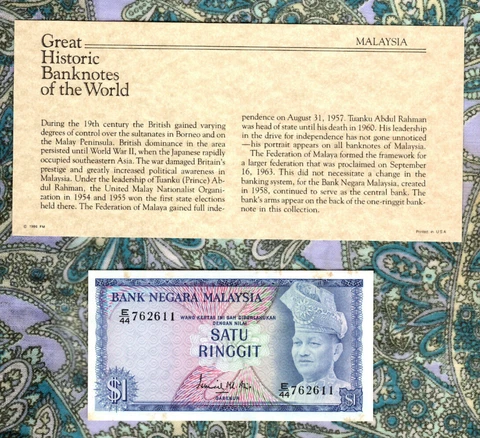 Great
Historic
Banknotes
of the World
MALAYSIA
During the 19th century the British gained varying
degrees of control over the sultanates in Borneo and on
the Malay Peninsula. British dominance in the area
persisted until World War II, when the Japanese rapidly
occupied southeastern Asia. The war damaged Britain's
prestige and greatly increased political awareness in
Malaysia. Under the leadership of Tuanku (Prince) Ab-
dul Rahman, the United Malay Nationalist Organi-
zation in 1954 and 1955 won the first state elections
held there. The Federation of Malaya gained full inde-
pendence on August 31, 1957. Tuanku Abdul Rahman
was head of state until his death in 1960. His leadership
in the drive for independence has not gone unnoticed
—his portrait appears on all banknotes of Malaysia.
The Federation of Malaya formed the framework for
a larger federation that was proclaimed on September
16, 1963. This did not necessitate a change in the
banking system, for the Bank Negara Malaysia, created
in 1958, continued to serve as the central bank. The
bank's arms appear on the back of the one-ringgit bank-
note in this collection.
© 1984 FM
Printed in U.S.A.
BANK NEGARA MALAYSIA
E/44 762611
WANG KERTAS INI SAH DIPERLAKUKAN
DENGAN NILAI
SATU
RINGGIT
E/44 762611
$1
GABENUR
$1